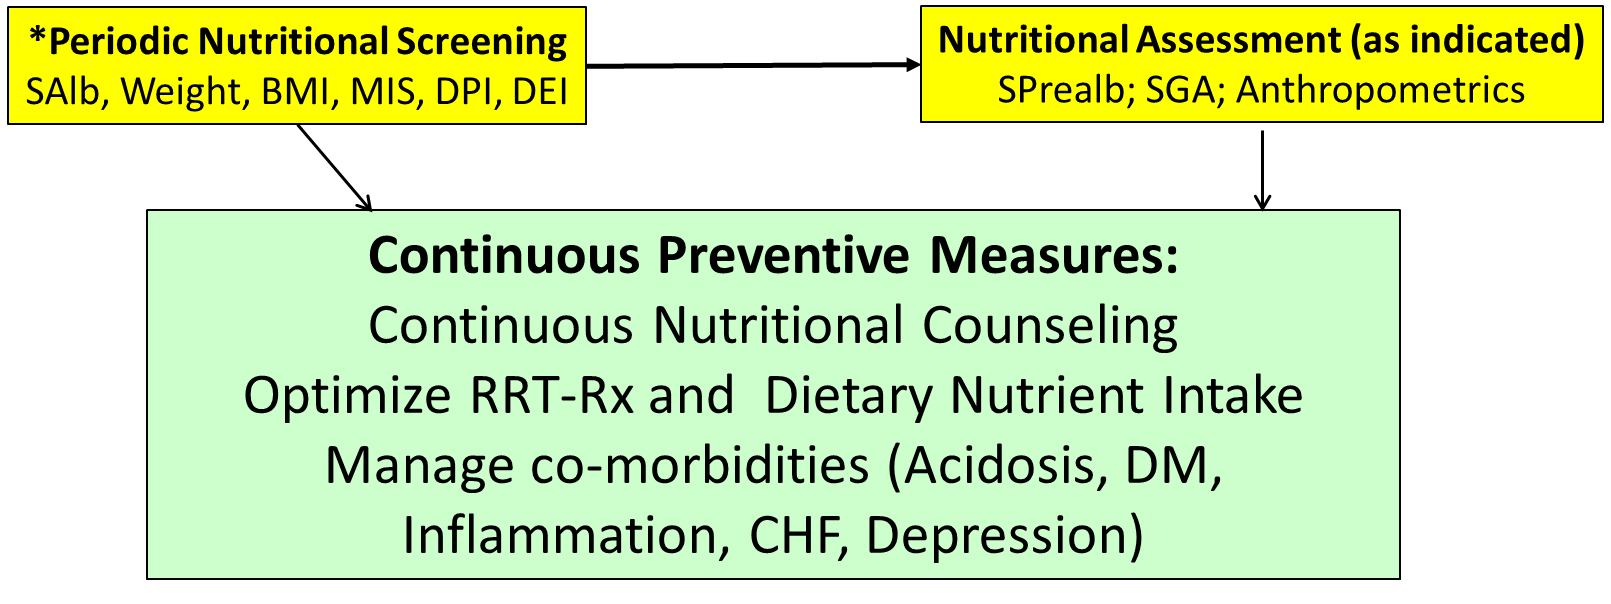 *Periodic Nutritional Screening
SAlb, Weight, BMI, MIS, DPI, DEI
Nutritional Assessment (as indicated)
SPrealb; SGA; Anthropometrics
Continuous Preventive Measures:
Continuous Nutritional Counseling
Optimize RRT-Rx and  Dietary Nutrient Intake
Manage co-morbidities (Acidosis, DM,
Inflammation, CHF, Depression)